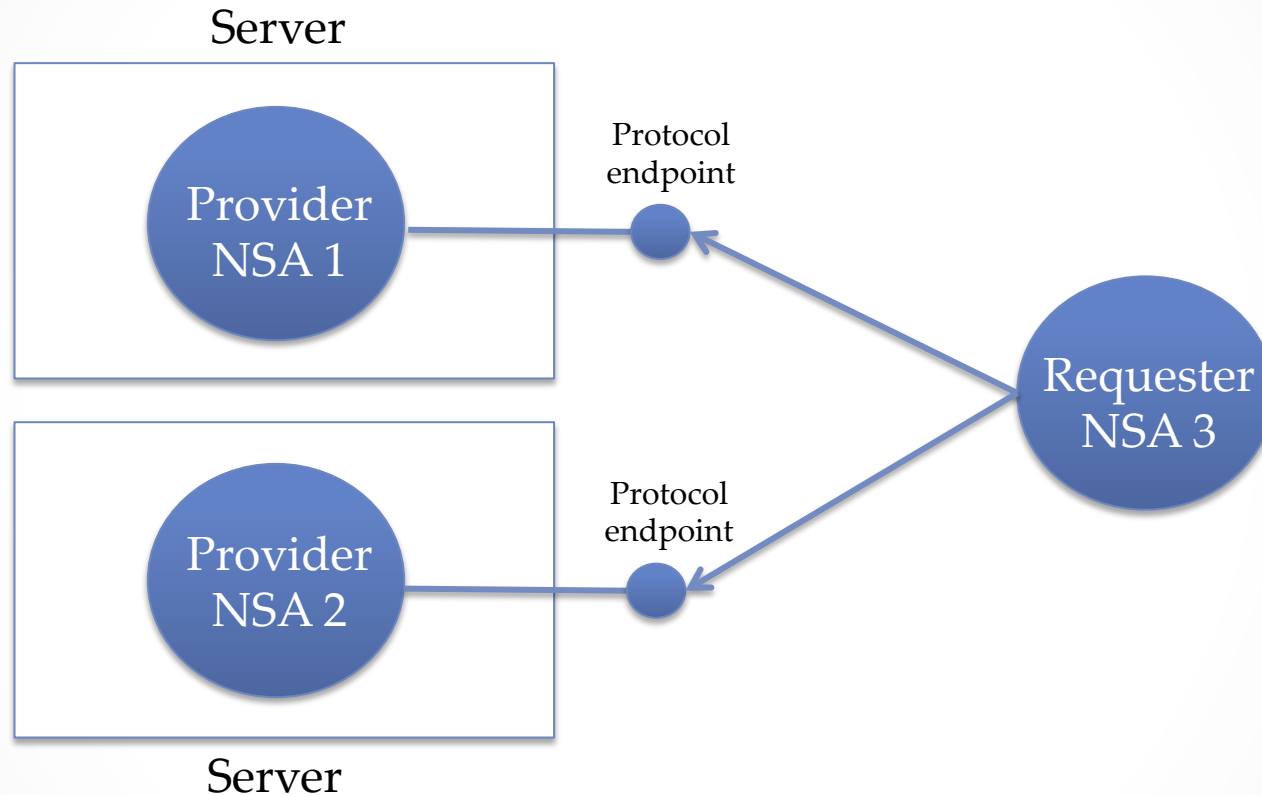 Server
Provider
NSA 1
Protocol
endpoint
Requester
NSA 3
Provider
NSA 2
Protocol
endpoint
Server